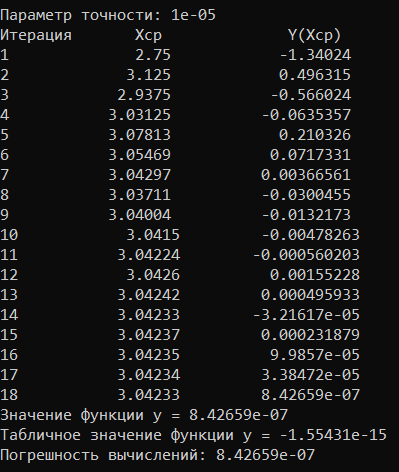 Параметр точности: 1e-05
Итерация Xср Y(Xср)
1 2.75 -1.34024
2 3.125 0.496315
3 2.9375 -0.566024
4 3.03125 -0.0635357
5 3.07813 0.210326
6 3.05469 0.0717331
7 3.04297 0.00366561
8 3.03711 -0.0300455
9 3.04004 -0.0132173
10 3.0415 -0.00478263
11 3.04224 -0.000560203
12 3.0426 0.00155228
13 3.04242 0.000495933
14 3.04233 -3.21617e-05
15 3.04237 0.000231879
16 3.04235 9.9857e-05
17 3.04234 3.38472e-05
18 3.04233 8.42659e-07
Значение функции y = 8.42659e-07
Табличное значение функции y = -1.55431e-15
Погрешность вычислений: 8.42659e-07